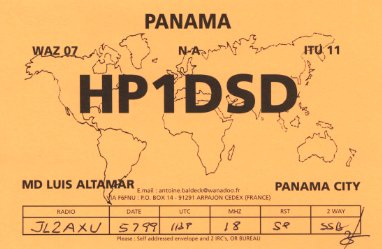 PANAMA
WAZ 07 N-A ITU 11
HP1DSD
MD LUIS ALTAMAR PANAMA CITY
E.mail : antoine.baldeck@wanadoo.fr
VIA F6FNU : P.O. BOX 14 - 91291 ARPAJON CEDEX (FRANCE)
RADIO DATE UTC MHZ RST 2 WAY
JL2AXU 18 59 SSB
Please : Self addressed envelope and 2 IRC's, OR BUREAU